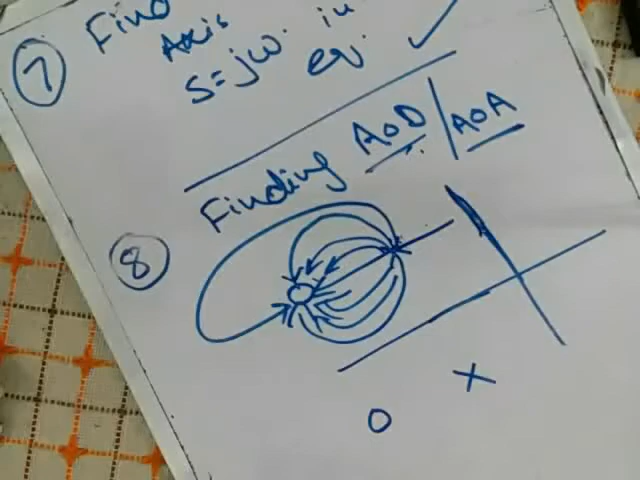 7 Find
Axis
s=jω. in
eq.
Finding AOD / AOA
8